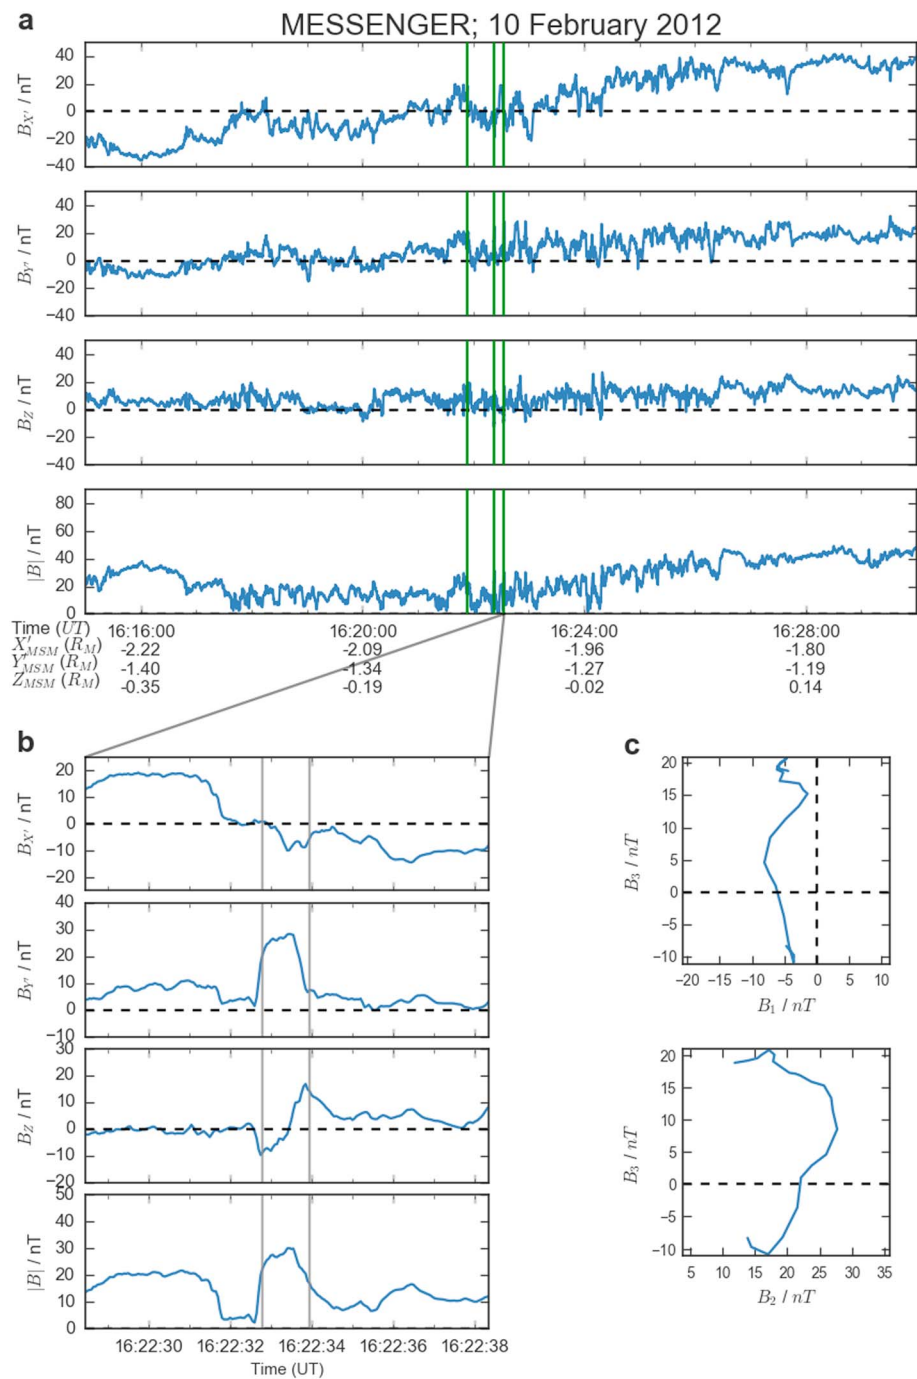 a
MESSENGER; 10 February 2012
40
20
0
−20
−40
B_X' / nT
40
20
0
−20
−40
B_Y' / nT
40
20
0
−20
−40
B_Z / nT
80
60
40
20
0
|B| / nT
Time (UT) 16:16:00 16:20:00 16:24:00 16:28:00
X'_MSM (R_M) -2.22 -2.09 -1.96 -1.80
Y'_MSM (R_M) -1.40 -1.34 -1.27 -1.19
Z_MSM (R_M) -0.35 -0.19 -0.02 0.14
b
20
10
0
−10
−20
B_X' / nT
40
30
20
10
0
−10
B_Y' / nT
30
20
10
0
−10
−20
B_Z / nT
50
40
30
20
10
0
|B| / nT
16:22:30 16:22:32 16:22:34 16:22:36 16:22:38
Time (UT)
c
20
15
10
5
0
−5
−10
B_3 / nT
−20 −15 −10 −5 0 5 10
B_1 / nT
20
15
10
5
0
−5
−10
B_3 / nT
5 10 15 20 25 30 35
B_2 / nT